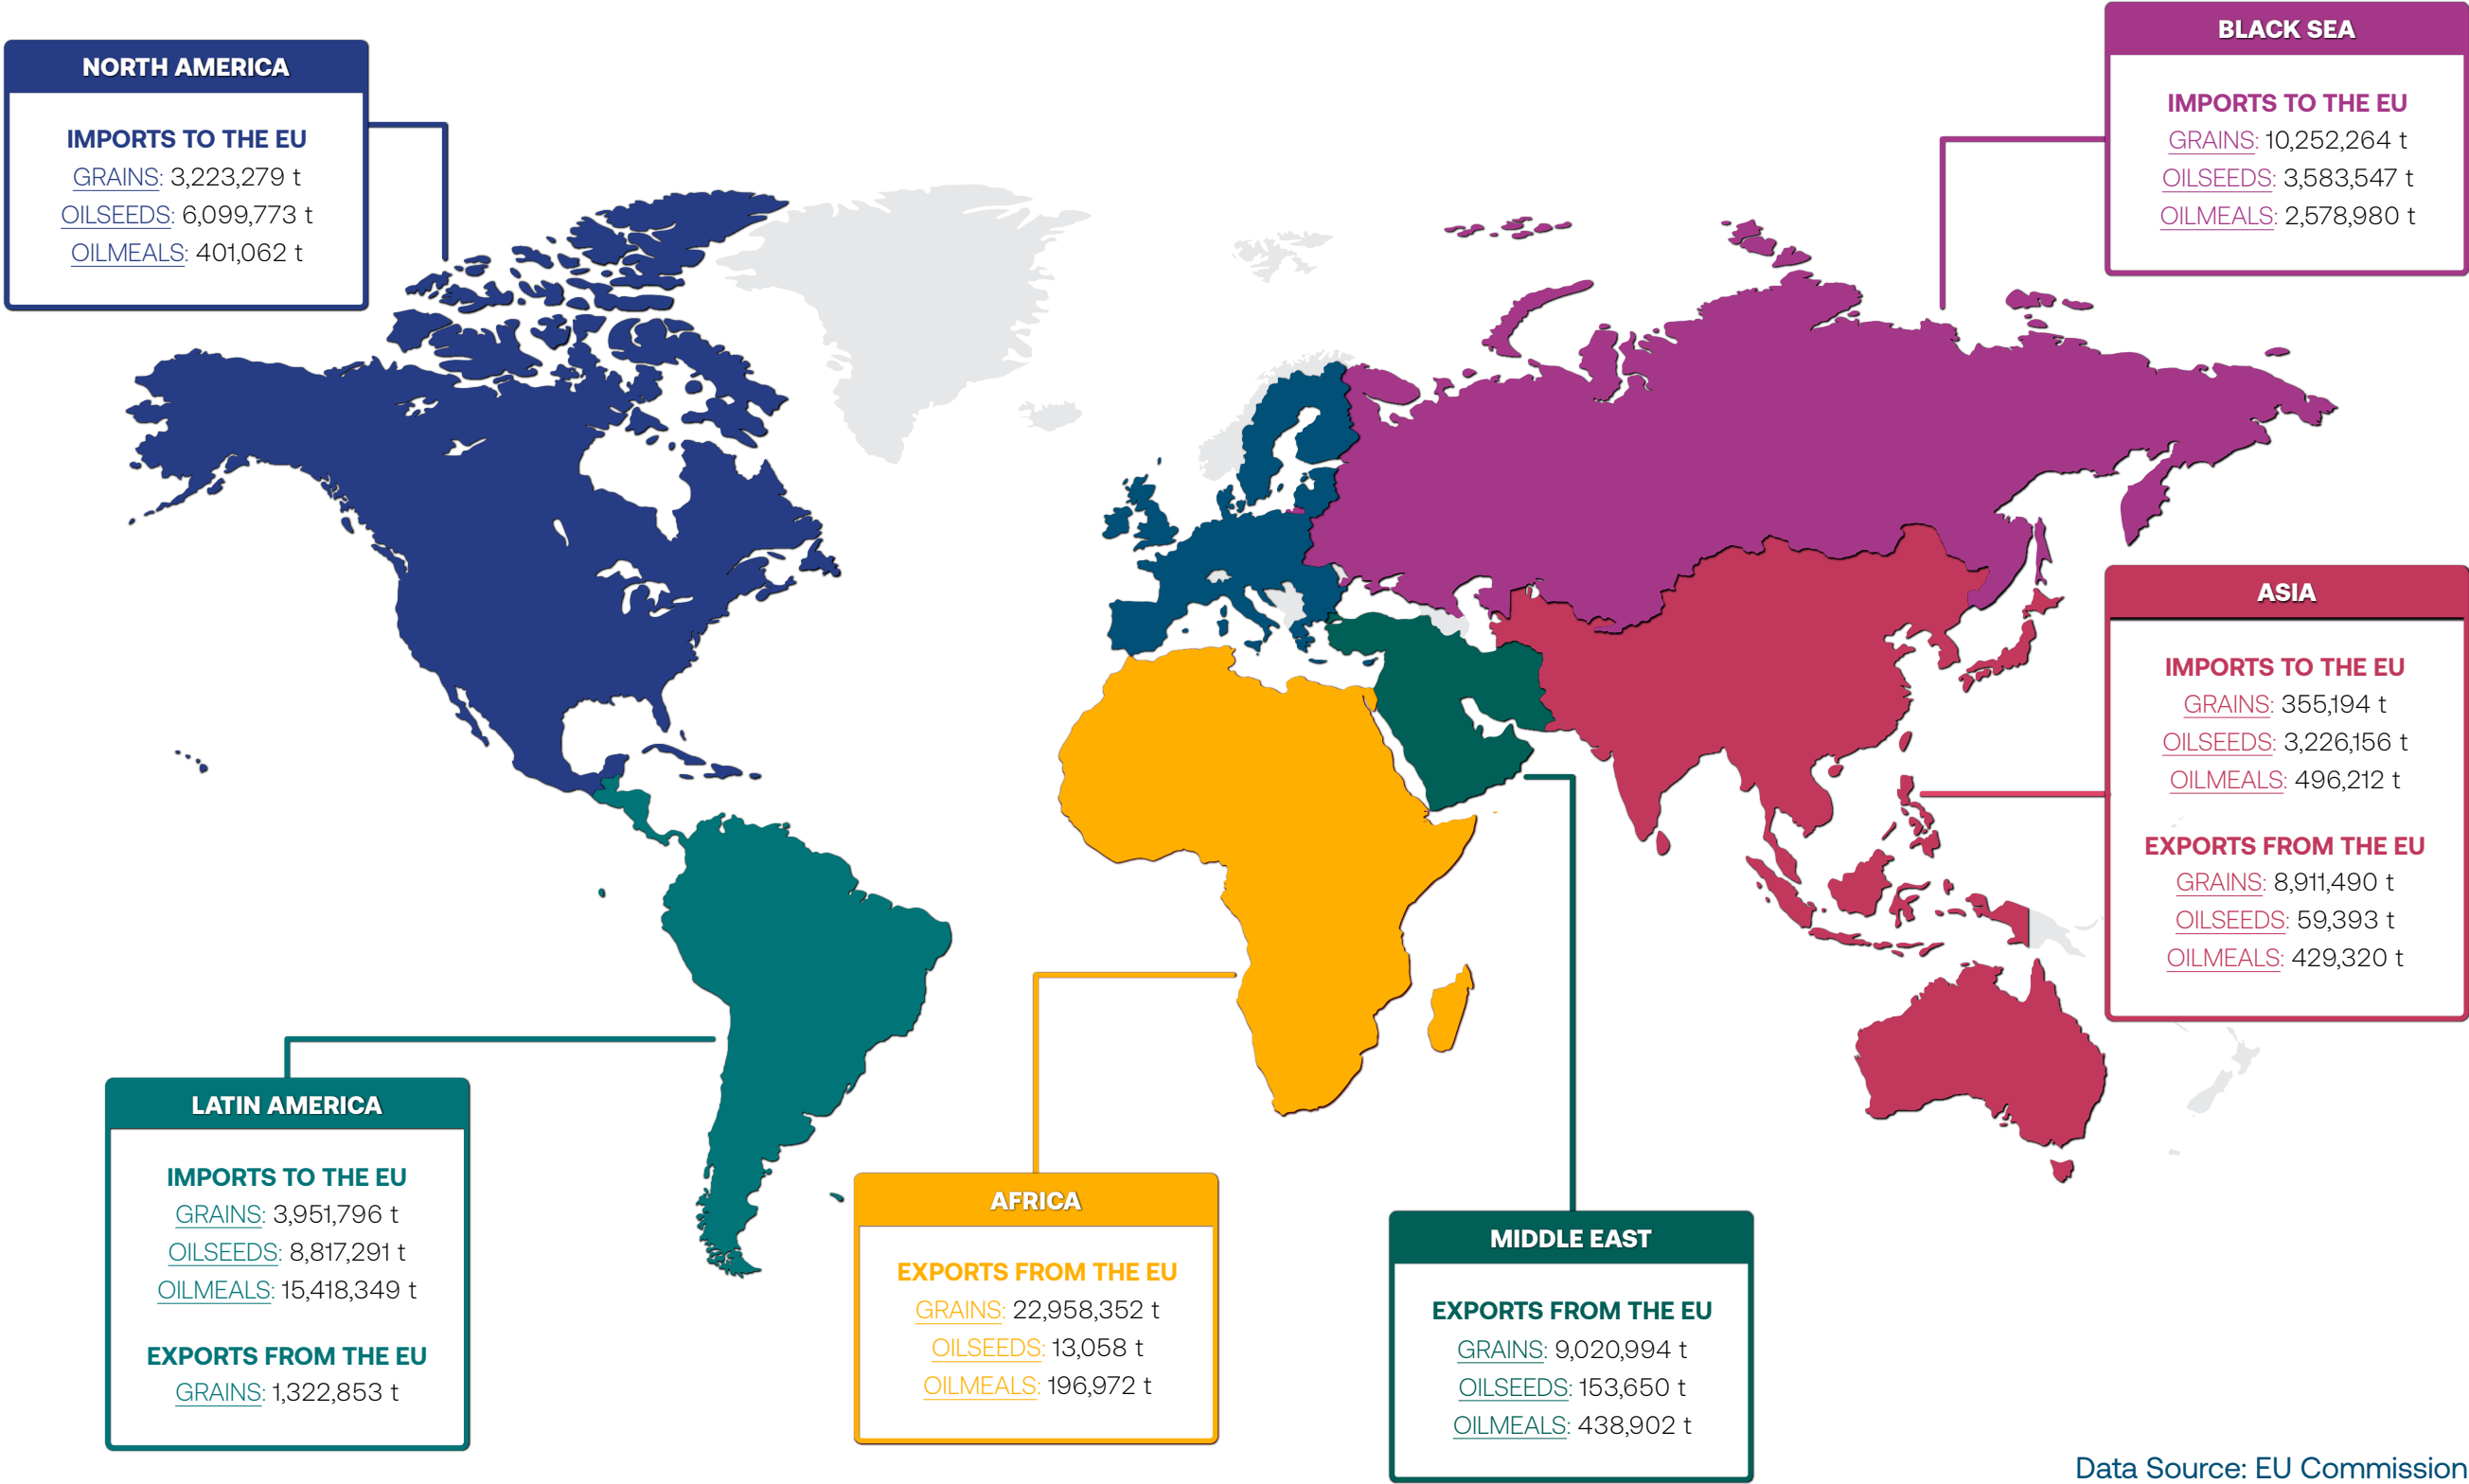 NORTH AMERICA
IMPORTS TO THE EU
GRAINS: 3,223,279 t
OILSEEDS: 6,099,773 t
OILMEALS: 401,062 t
BLACK SEA
IMPORTS TO THE EU
GRAINS: 10,252,264 t
OILSEEDS: 3,583,547 t
OILMEALS: 2,578,980 t
ASIA
IMPORTS TO THE EU
GRAINS: 355,194 t
OILSEEDS: 3,226,156 t
OILMEALS: 496,212 t
EXPORTS FROM THE EU
GRAINS: 8,911,490 t
OILSEEDS: 59,393 t
OILMEALS: 429,320 t
LATIN AMERICA
IMPORTS TO THE EU
GRAINS: 3,951,796 t
OILSEEDS: 8,817,291 t
OILMEALS: 15,418,349 t
EXPORTS FROM THE EU
GRAINS: 1,322,853 t
AFRICA
EXPORTS FROM THE EU
GRAINS: 22,958,352 t
OILSEEDS: 13,058 t
OILMEALS: 196,972 t
MIDDLE EAST
EXPORTS FROM THE EU
GRAINS: 9,020,994 t
OILSEEDS: 153,650 t
OILMEALS: 438,902 t
Data Source: EU Commission